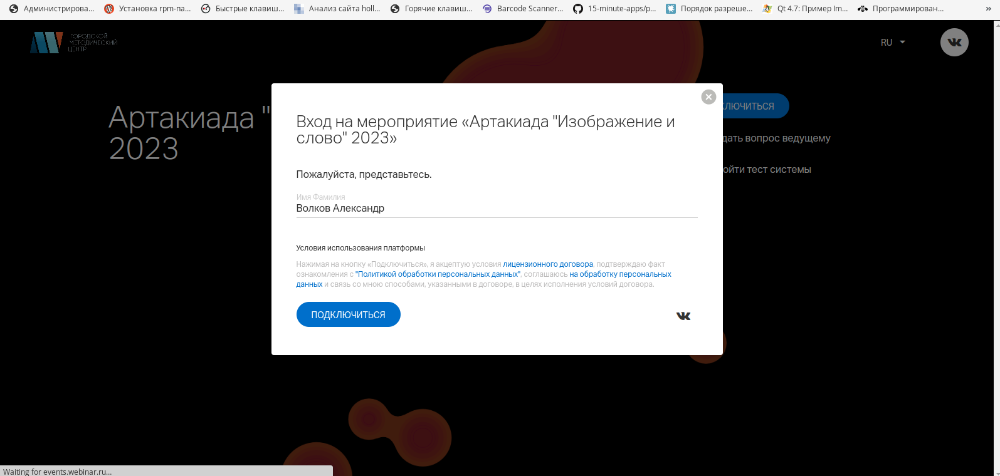 Администрирова...
Установка rpm-па...
Быстрые клавиш...
Анализ сайта holl...
Горячие клавиш...
Barcode Scanner...
15-minute-apps/p...
Порядок разреше...
Qt 4.7: Пример Im...
Программирован...
»
ГОРОДСКОЙ
МЕТОДИЧЕСКИЙ
ЦЕНТР
RU
Артакиада "
2023
КЛЮЧИТЬСЯ
дать вопрос ведущему
ойти тест системы
Вход на мероприятие «Артакиада "Изображение и
слово" 2023»
Пожалуйста, представьтесь.
Имя Фамилия
Волков Александр
Условия использования платформы
Нажимая на кнопку «Подключиться», я акцептую условия лицензионного договора, подтверждаю факт
ознакомления с "Политикой обработки персональных данных", соглашаюсь на обработку персональных
данных и связь со мною способами, указанными в договоре, в целях исполнения условий договора.
ПОДКЛЮЧИТЬСЯ
Waiting for events.webinar.ru...